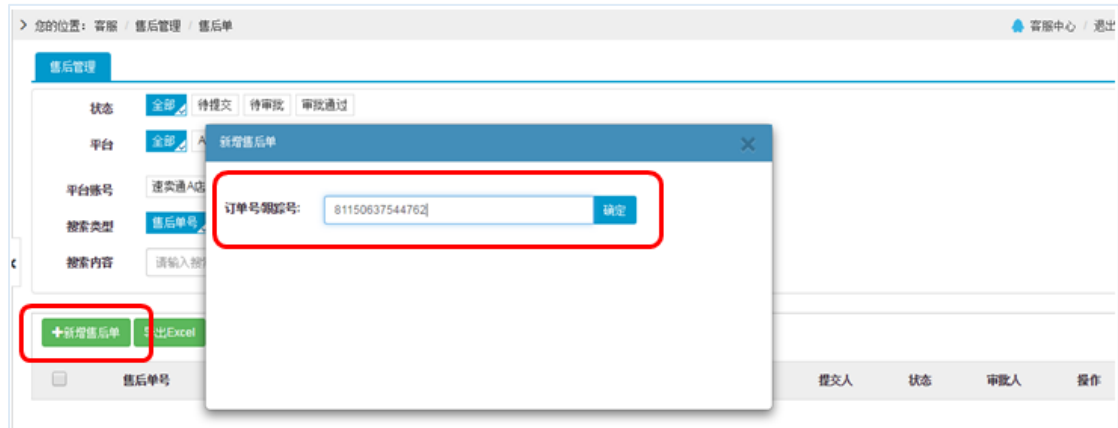 > 您的位置：客服 / 售后管理 / 售后单
客服中心 / 退出
售后管理
状态 全部 待提交 待审批 审批通过
平台 全部 A
新增售后单 ×
平台账号 速卖通A店
订单号/跟踪号: 81150637544762 确定
搜索类型 售后单号
搜索内容 请输入搜
+新增售后单 导出Excel
售后单号 提交人 状态 审批人 操作